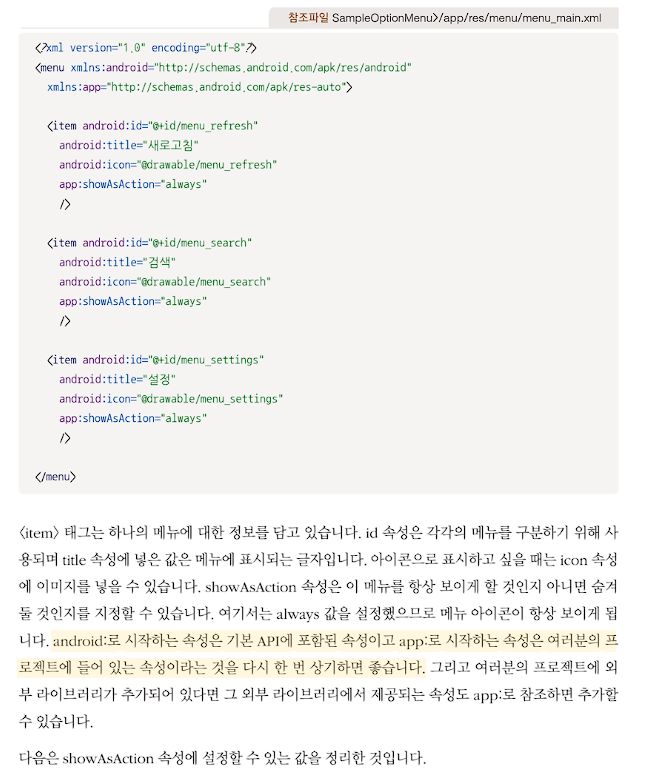 참조파일 SampleOptionMenu>/app/res/menu/menu_main.xml
<?xml version="1.0" encoding="utf-8"?>
<menu xmlns:android="http://schemas.android.com/apk/res/android"
xmlns:app="http://schemas.android.com/apk/res-auto">
<item android:id="@+id/menu_refresh"
android:title="새로고침"
android:icon="@drawable/menu_refresh"
app:showAsAction="always"
/>
<item android:id="@+id/menu_search"
android:title="검색"
android:icon="@drawable/menu_search"
app:showAsAction="always"
/>
<item android:id="@+id/menu_settings"
android:title="설정"
android:icon="@drawable/menu_settings"
app:showAsAction="always"
/>
</menu>
<item> 태그는 하나의 메뉴에 대한 정보를 담고 있습니다. id 속성은 각각의 메뉴를 구분하기 위해 사
용되며 title 속성에 넣은 값은 메뉴에 표시되는 글자입니다. 아이콘으로 표시하고 싶을 때는 icon 속성
에 이미지를 넣을 수 있습니다. showAsAction 속성은 이 메뉴를 항상 보이게 할 것인지 아니면 숨겨
둘 것인지를 지정할 수 있습니다. 여기서는 always 값을 설정했으므로 메뉴 아이콘이 항상 보이게 됩
니다. android:로 시작하는 속성은 기본 API에 포함된 속성이고 app:로 시작하는 속성은 여러분의 프
로젝트에 들어 있는 속성이라는 것을 다시 한 번 상기하면 좋습니다. 그리고 여러분의 프로젝트에 외
부 라이브러리가 추가되어 있다면 그 외부 라이브러리에서 제공되는 속성도 app:로 참조하면 추가할
수 있습니다.
다음은 showAsAction 속성에 설정할 수 있는 값을 정리한 것입니다.